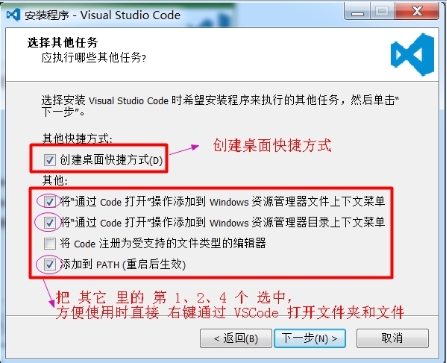 安装程序 - Visual Studio Code
选择其他任务
应执行哪些其他任务?
选择安装 Visual Studio Code 时希望安装程序来执行的其他任务，然后单击“
下一步”。
其他快捷方式:
创建桌面快捷方式(D)
创建桌面快捷方式
其他:
将“通过 Code 打开”操作添加到 Windows 资源管理器文件上下文菜单
将“通过 Code 打开”操作添加到 Windows 资源管理器目录上下文菜单
将 Code 注册为受支持的文件类型的编辑器
添加到 PATH (重启后生效)
把 其它 里的 第 1、2、4 个 选中,
方便使用时直接 右键通过 VSCode 打开文件夹和文件
< 返回(B)
下一步(N) >
取消